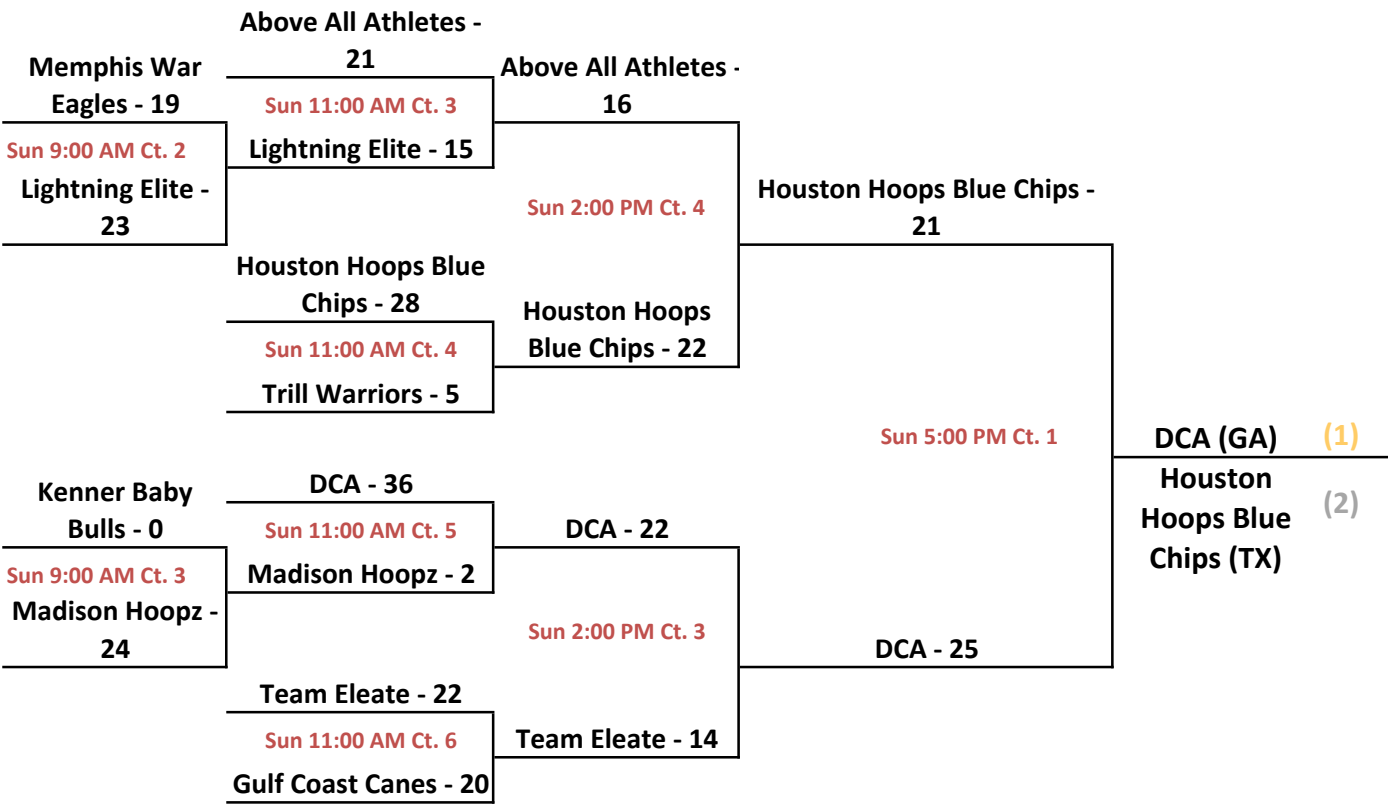 Above All Athletes -
21
Memphis War
Eagles - 19
Sun 9:00 AM Ct. 2
Lightning Elite -
23
Sun 11:00 AM Ct. 3
Lightning Elite - 15
Above All Athletes -
16
Sun 2:00 PM Ct. 4
Houston Hoops Blue
Chips - 28
Sun 11:00 AM Ct. 4
Trill Warriors - 5
Houston Hoops
Blue Chips - 22
Houston Hoops Blue Chips -
21
Sun 5:00 PM Ct. 1
DCA (GA) (1)
Houston
Hoops Blue
Chips (TX)
(2)
Kenner Baby
Bulls - 0
Sun 9:00 AM Ct. 3
Madison Hoopz -
24
DCA - 36
Sun 11:00 AM Ct. 5
Madison Hoopz - 2
DCA - 22
Sun 2:00 PM Ct. 3
DCA - 25
Team Eleate - 22
Sun 11:00 AM Ct. 6
Gulf Coast Canes - 20
Team Eleate - 14